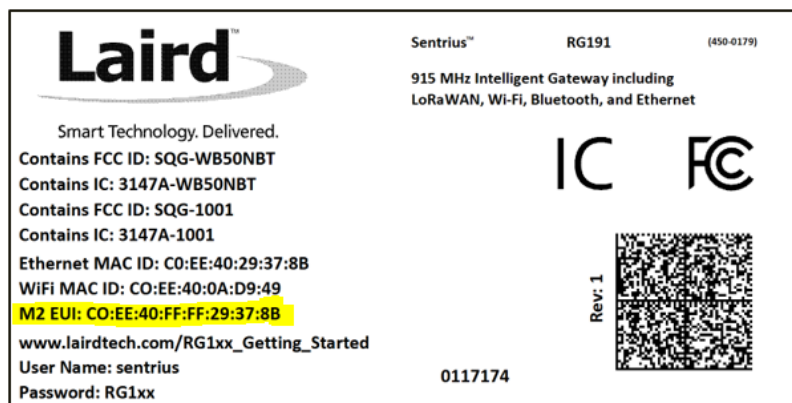 Laird™
Smart Technology. Delivered.
Sentrius™ RG191 (450-0179)
915 MHz Intelligent Gateway including
LoRaWAN, Wi-Fi, Bluetooth, and Ethernet
IC FC
Contains FCC ID: SQG-WB50NBT
Contains IC: 3147A-WB50NBT
Contains FCC ID: SQG-1001
Contains IC: 3147A-1001
Ethernet MAC ID: C0:EE:40:29:37:8B
WiFi MAC ID: CO:EE:40:0A:D9:49
M2 EUI: CO:EE:40:FF:FF:29:37:8B
www.lairdtech.com/RG1xx_Getting_Started
User Name: sentrius
Password: RG1xx
Rev: 1
0117174